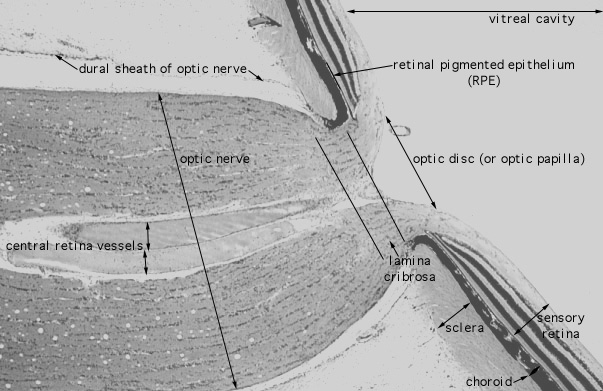 vitreal cavity
dural sheath of optic nerve
retinal pigmented epithelium
(RPE)
optic nerve
optic disc (or optic papilla)
central retina vessels
lamina
cribrosa
sclera
sensory
retina
choroid